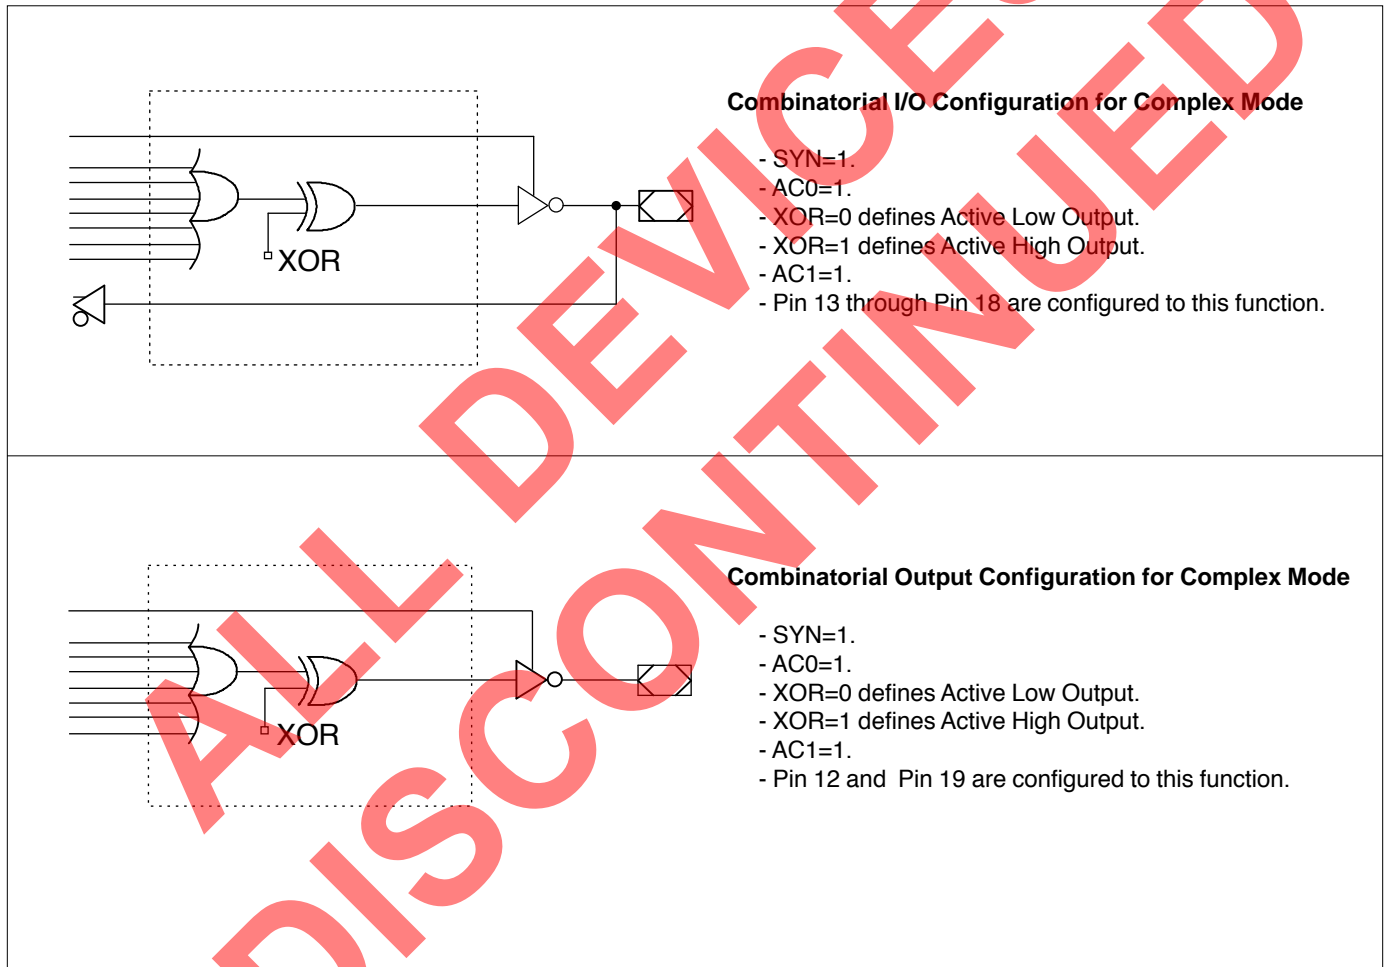 Combinatorial I/O Configuration for Complex Mode
- SYN=1.
- AC0=1.
- XOR=0 defines Active Low Output.
- XOR=1 defines Active High Output.
- AC1=1.
- Pin 13 through Pin 18 are configured to this function.
XOR
Combinatorial Output Configuration for Complex Mode
- SYN=1.
- AC0=1.
- XOR=0 defines Active Low Output.
- XOR=1 defines Active High Output.
- AC1=1.
- Pin 12 and  Pin 19 are configured to this function.
XOR
ALL DEVICES
DISCONTINUED